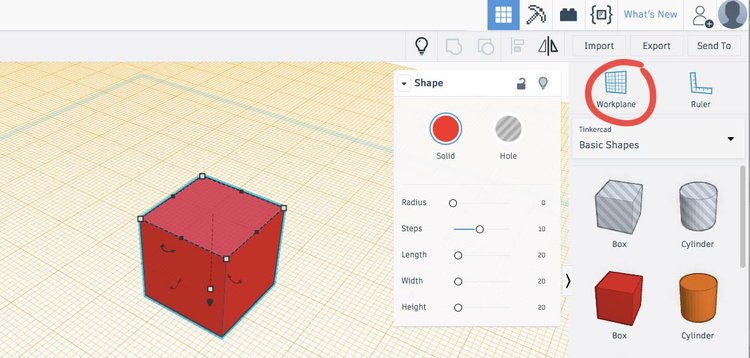 What's New
Import
Export
Send To
Shape
Solid
Hole
Radius
0
Steps
10
Length
20
Width
20
Height
20
Workplane
Ruler
Tinkercad
Basic Shapes
Box
Cylinder
Box
Cylinder